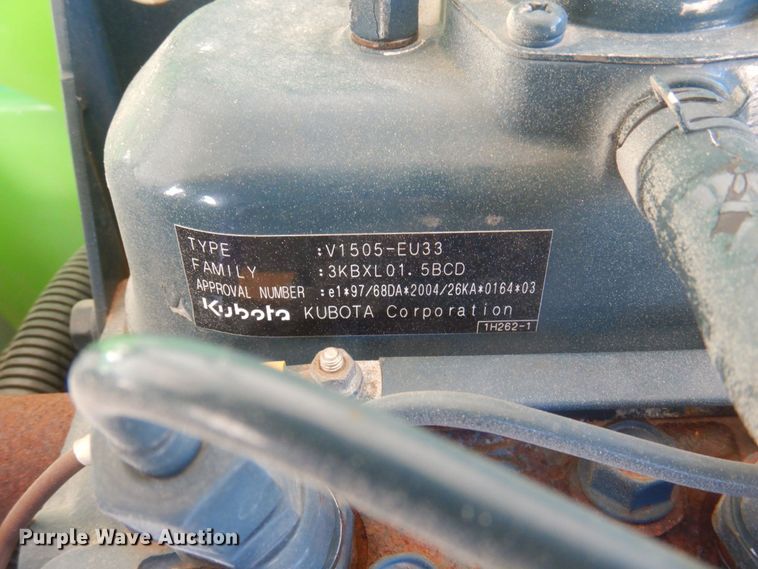 TYPE :V1505-EU33
FAMILY :3KBXL01.5BCD
APPROVAL NUMBER :e1*97/68DA*2004/26KA*0164*03
Kubota KUBOTA Corporation
1H262-1
Purple Wave Auction